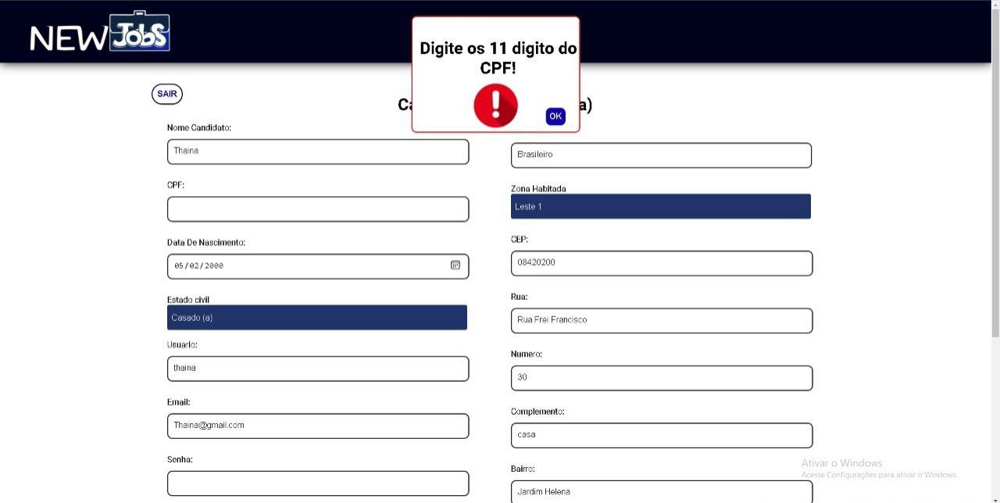 NEW JobS
Digite os 11 digito do
CPF!
OK
SAIR
a)
Nome Candidato:
Thaina
CPF:
Data De Nascimento:
05/02/2000
Estado civil
Casado (a)
Usuario:
thaina
Email:
Thaina@gmail.com
Senha:
Brasileiro
Zona Habitada
Leste 1
CEP:
08420200
Rua:
Rua Frei Francisco
Numero:
30
Complemento:
casa
Bairro:
Jardim Helena
Ativar o Windows
Acesse Configurações para ativar o Windows.